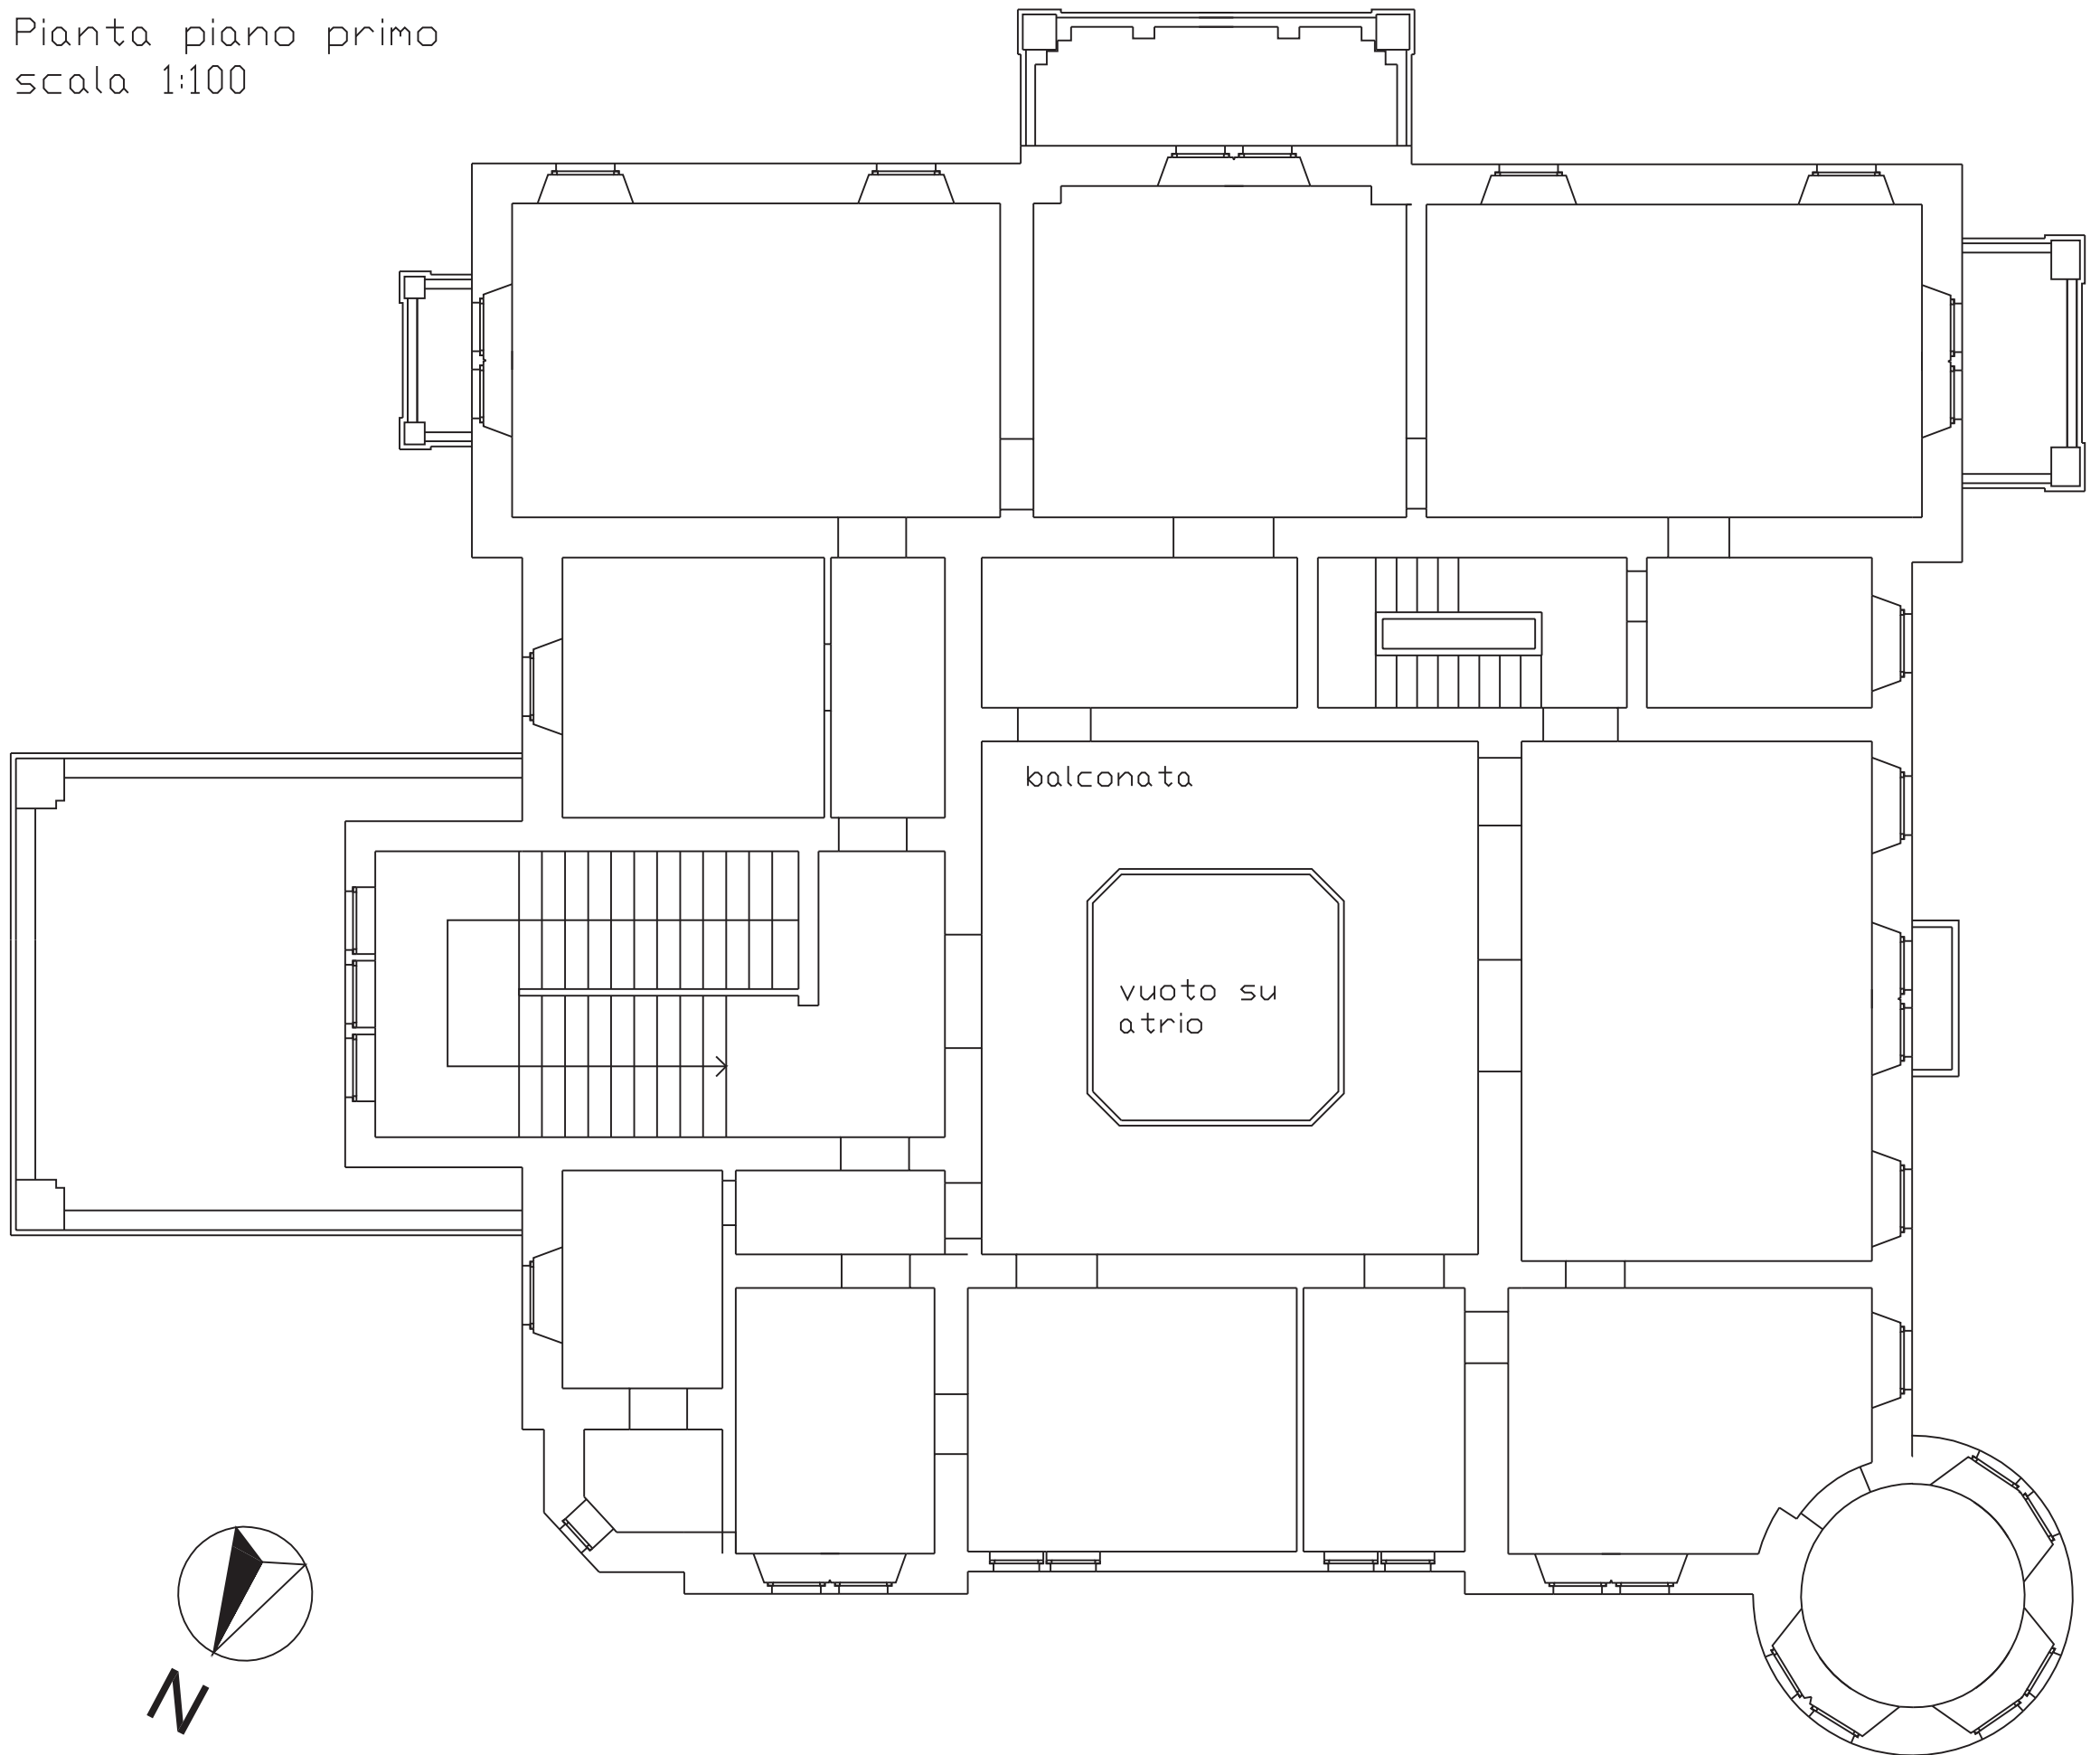 Pianta piano primo
scala 1:100
balconata
vuoto su
atrio
N